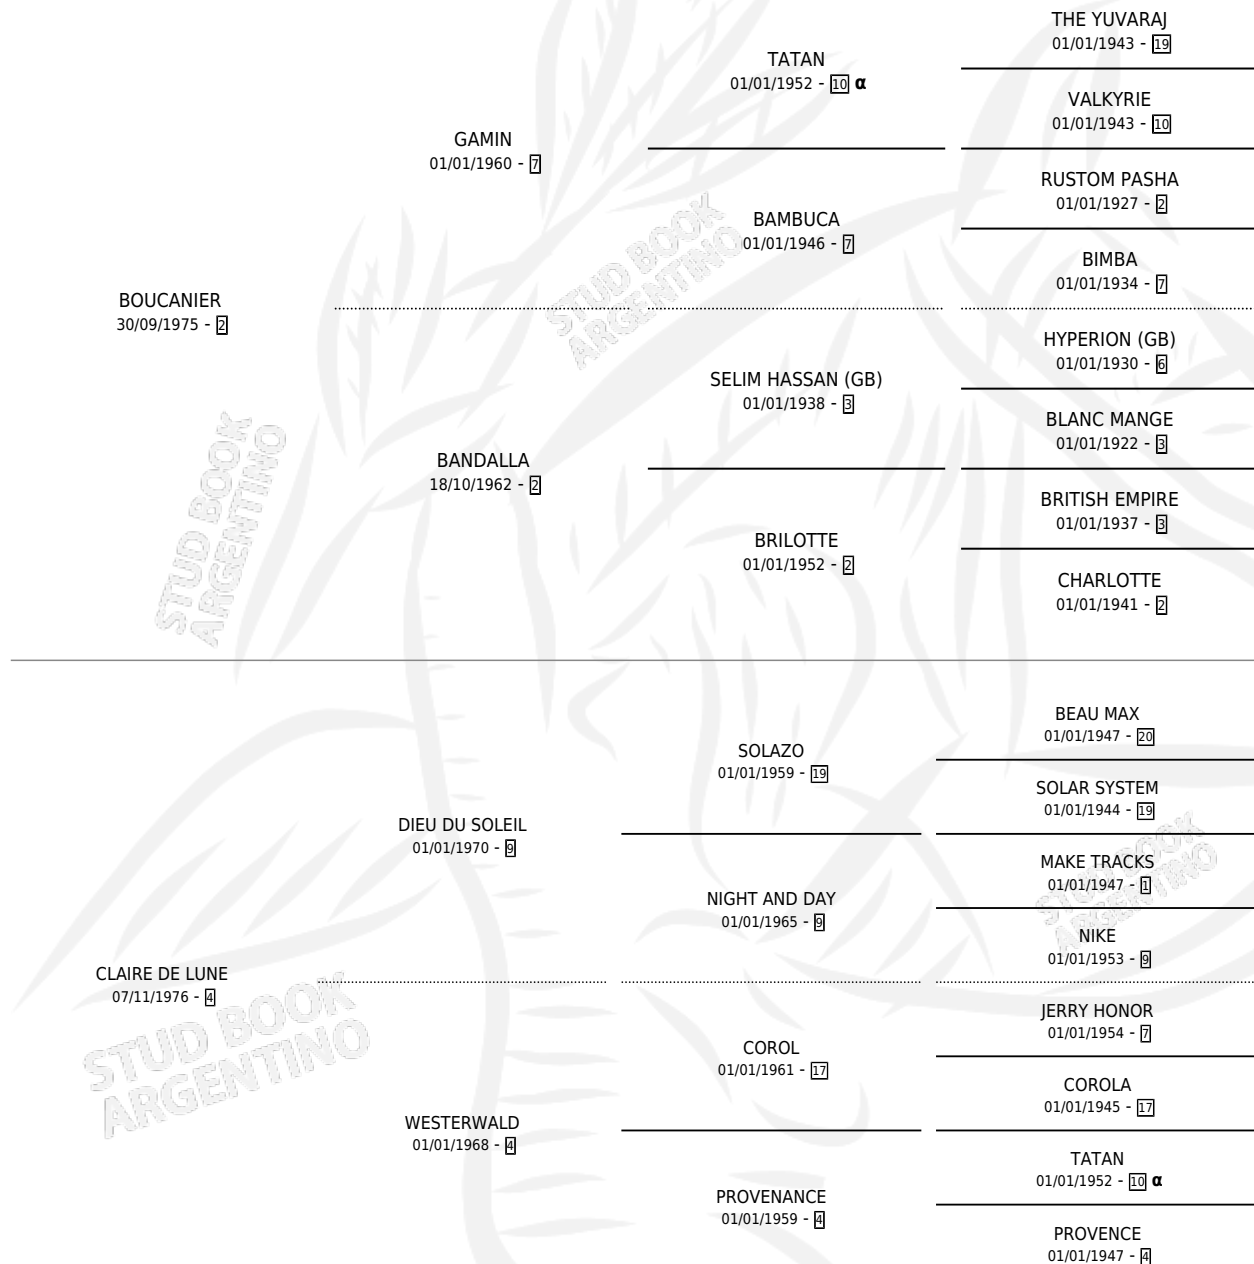 THE YUVARAJ
01/01/1943 - 19
TATAN
01/01/1952 - 10 α
VALKYRIE
01/01/1943 - 10
GAMIN
01/01/1960 - 7
RUSTOM PASHA
01/01/1927 - 2
BAMBUCA
01/01/1946 - 7
BIMBA
01/01/1934 - 7
BOUCANIER
30/09/1975 - 2
HYPERION (GB)
01/01/1930 - 6
SELIM HASSAN (GB)
01/01/1938 - 3
BLANC MANGE
01/01/1922 - 3
BANDALLA
18/10/1962 - 2
BRITISH EMPIRE
01/01/1937 - 3
BRILOTTE
01/01/1952 - 2
CHARLOTTE
01/01/1941 - 2
BEAU MAX
01/01/1947 - 20
SOLAZO
01/01/1959 - 19
SOLAR SYSTEM
01/01/1944 - 19
DIEU DU SOLEIL
01/01/1970 - 9
MAKE TRACKS
01/01/1947 - 1
NIGHT AND DAY
01/01/1965 - 9
NIKE
01/01/1953 - 9
CLAIRE DE LUNE
07/11/1976 - 4
JERRY HONOR
01/01/1954 - 7
COROL
01/01/1961 - 17
COROLA
01/01/1945 - 17
WESTERWALD
01/01/1968 - 4
TATAN
01/01/1952 - 10 α
PROVENANCE
01/01/1959 - 4
PROVENCE
01/01/1947 - 4
STUD BOOK
ARGENTINO
STUD BOOK
ARGENTINO
STUD BOOK
ARGENTINO
STUD BOOK
ARGENTINO